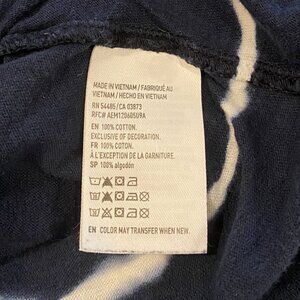 MADE IN VIETNAM / FABRIQUÉ AU
VIETNAM / HECHO EN VIETNAM
RN 54485/CA 03873
RFC# AEM12060509A
EN 100% COTTON.
EXCLUSIVE OF DECORATION.
FR 100% COTON.
À L'EXCEPTION DE LA GARNITURE.
SP 100% algodón
EN COLOR MAY TRANSFER WHEN NEW.